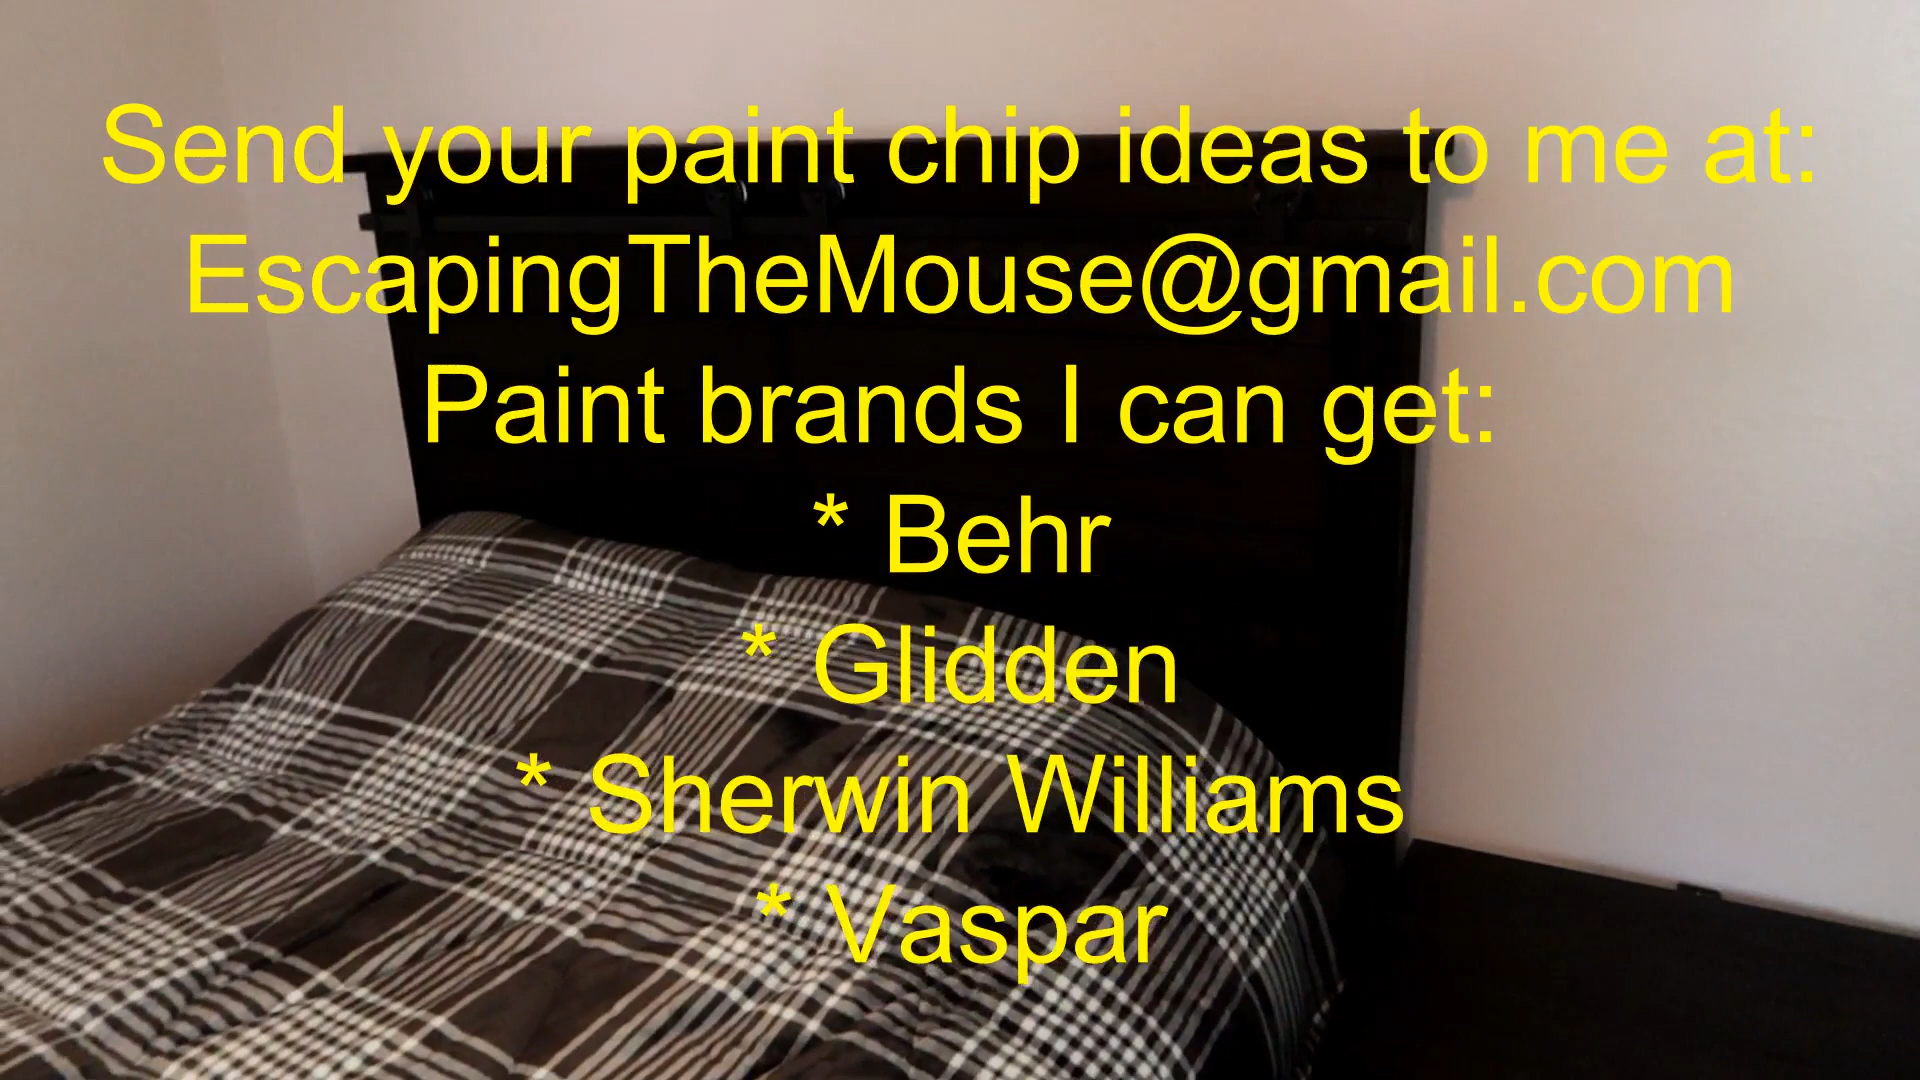 Send your paint chip ideas to me at:
EscapingTheMouse@gmail.com
Paint brands I can get:
* Behr
* Glidden
* Sherwin Williams
* Vaspar